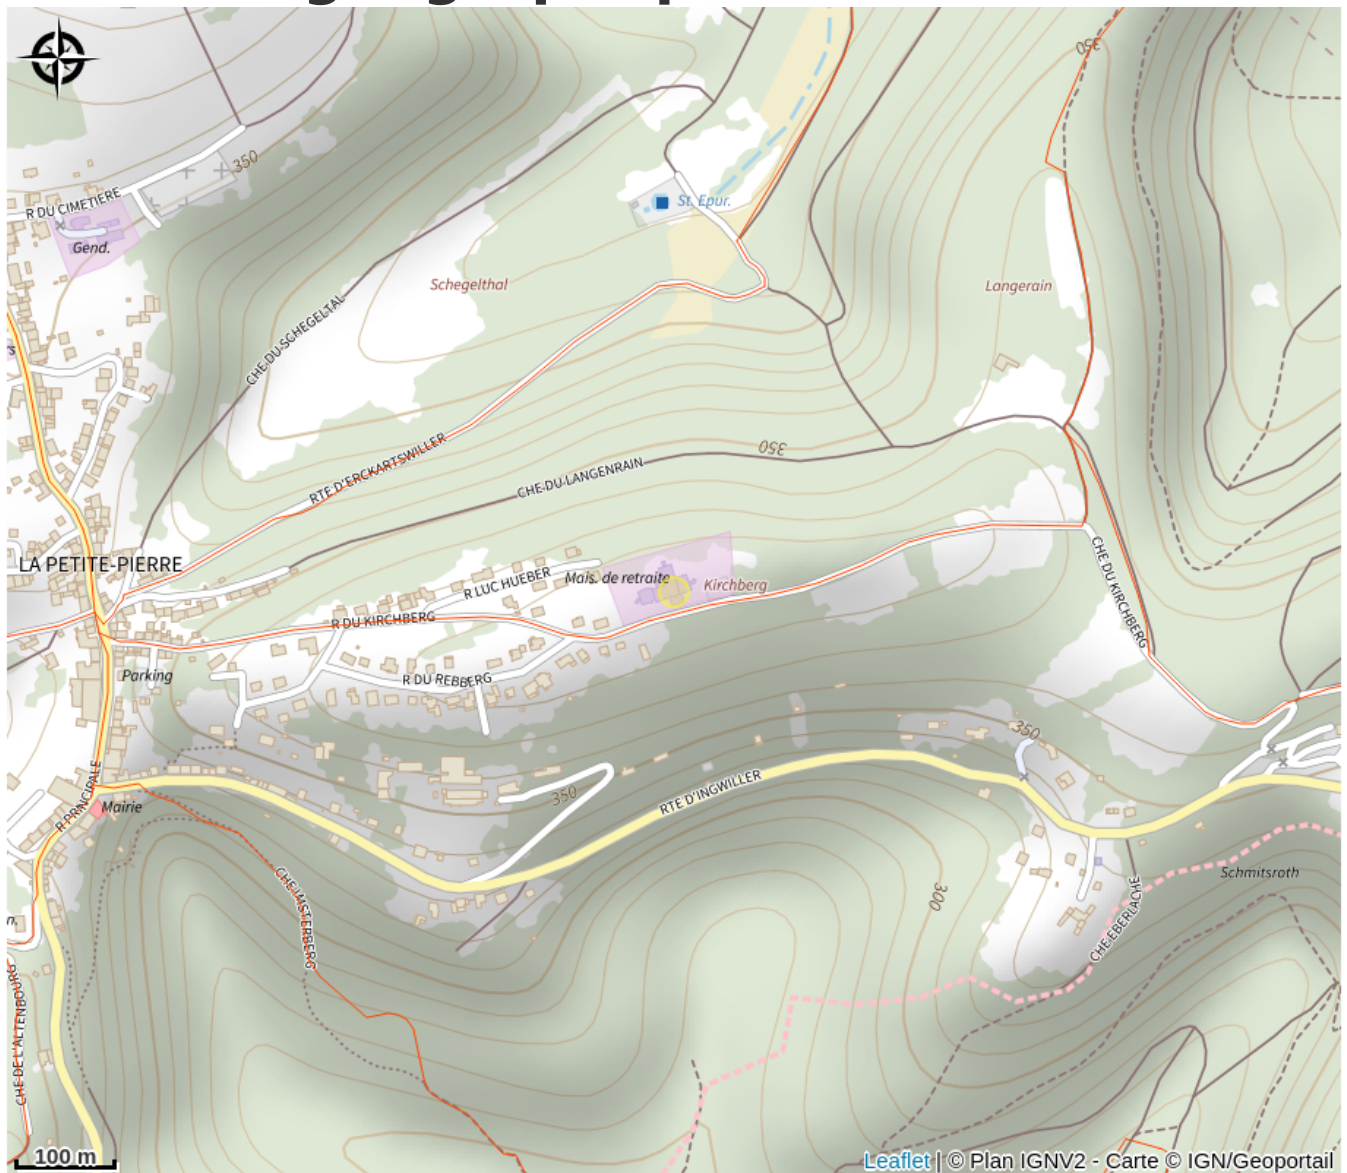 350
350
R DU CIMETIERE
Gend.
St. Epur.
Schegelthal
Langerain
CHE DU SCHEGELTAL
RTE D'ERCKARTSWILLER
350
CHE DU LANGENRAIN
LA PETITE-PIERRE
R LUC HUEBER
Mais. de retraite
Kirchberg
CHE DU KIRCHBERG
R DU KIRCHBERG
Parking
R DU REBBERG
350
350
RTE D'INGWILLER
R PRINCIPALE
Mairie
CHE IMSTERBERG
300
Schmitsroth
CHE EBERLACHE
CHE DE L'ALTENBOURG
100 m
Leaflet | © Plan IGNV2 - Carte © IGN/Geoportail